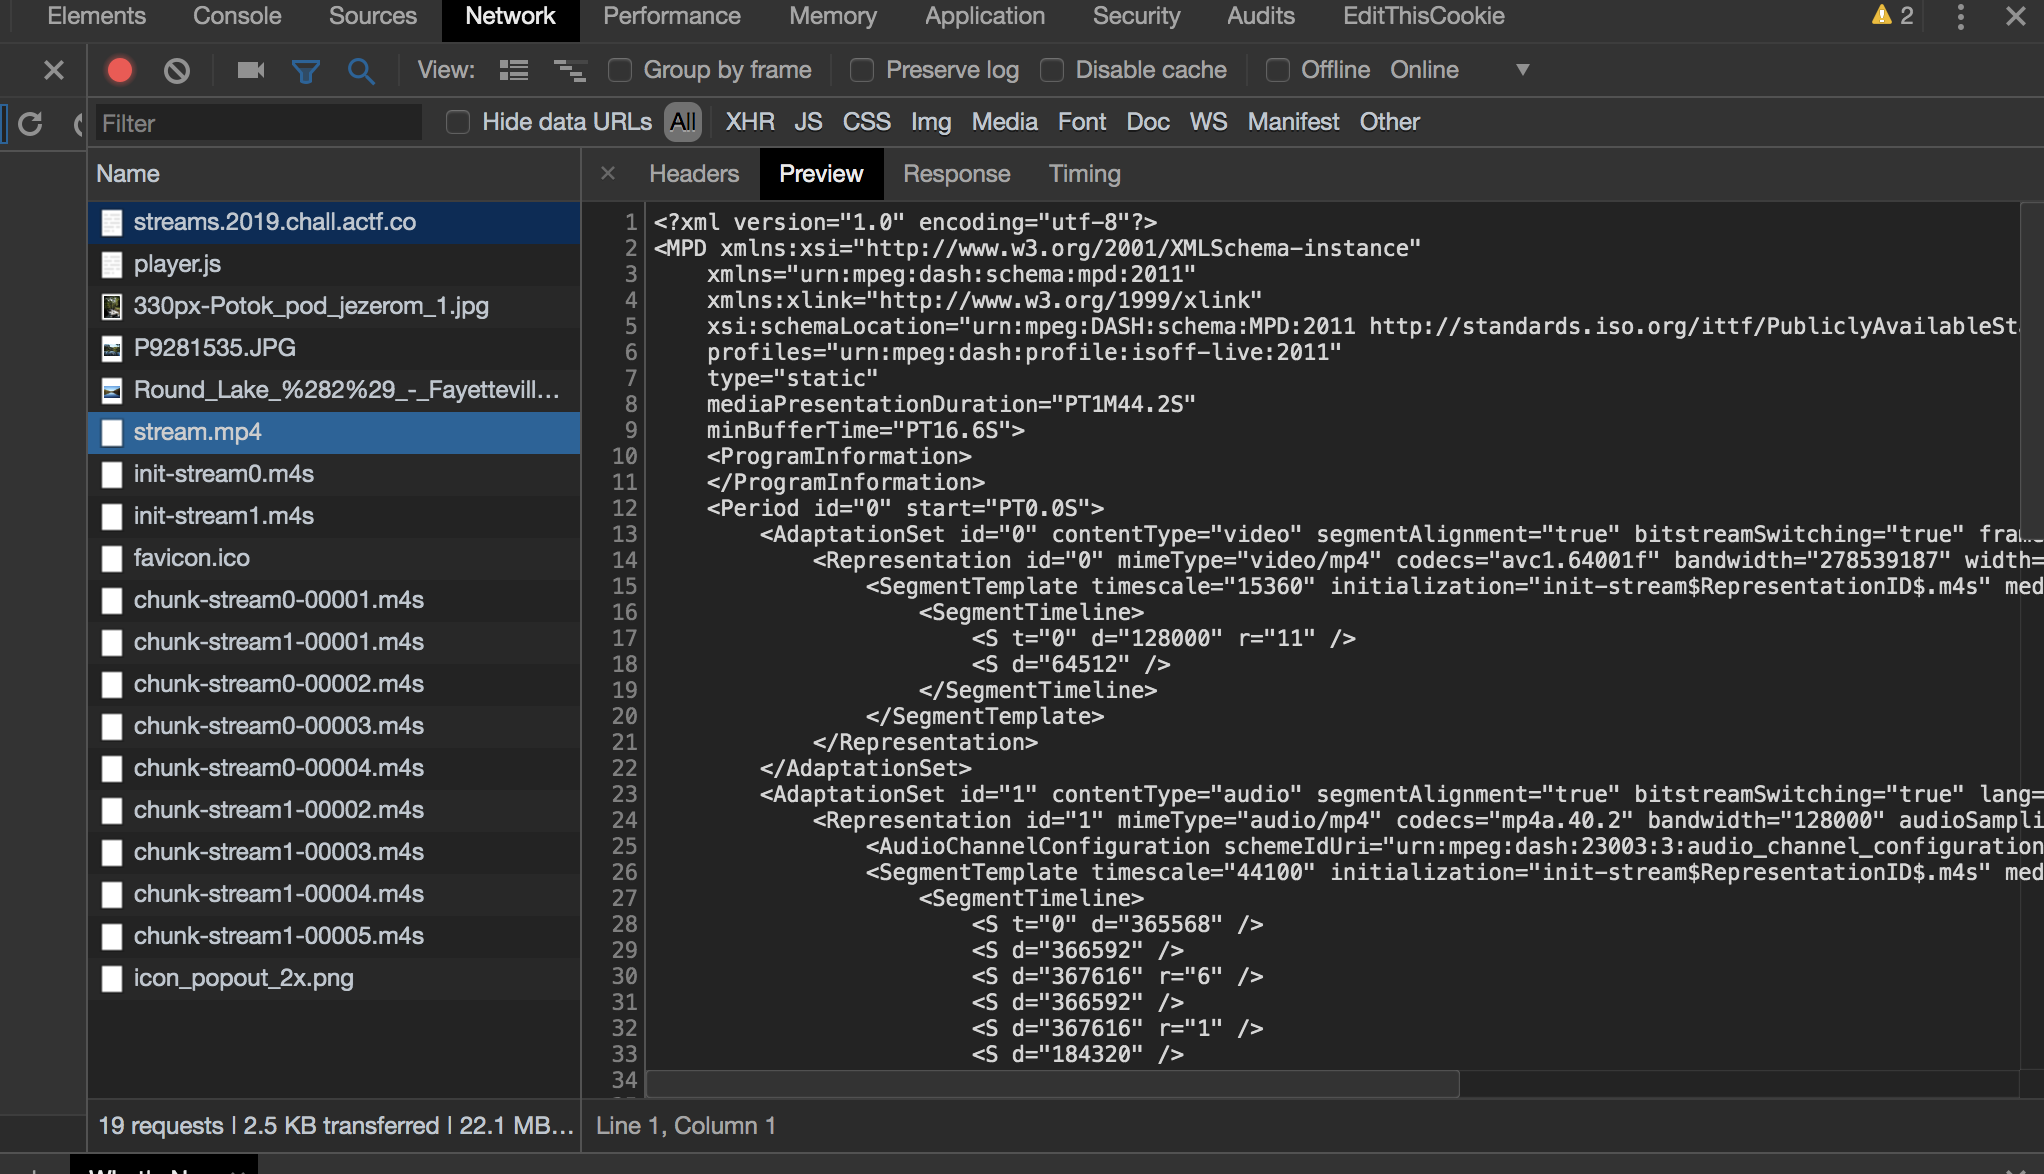 Elements Console Sources Network Performance Memory Application Security Audits EditThisCookie 2
View: Group by frame Preserve log Disable cache Offline Online
Filter Hide data URLs All XHR JS CSS Img Media Font Doc WS Manifest Other
Name
streams.2019.chall.actf.co
player.js
330px-Potok_pod_jezerom_1.jpg
P9281535.JPG
Round_Lake_%282%29_-_Fayettevill...
stream.mp4
init-stream0.m4s
init-stream1.m4s
favicon.ico
chunk-stream0-00001.m4s
chunk-stream1-00001.m4s
chunk-stream0-00002.m4s
chunk-stream0-00003.m4s
chunk-stream0-00004.m4s
chunk-stream1-00002.m4s
chunk-stream1-00003.m4s
chunk-stream1-00004.m4s
chunk-stream1-00005.m4s
icon_popout_2x.png
19 requests | 2.5 KB transferred | 22.1 MB...
Headers Preview Response Timing
1 <?xml version="1.0" encoding="utf-8"?>
2 <MPD xmlns:xsi="http://www.w3.org/2001/XMLSchema-instance"
3 xmlns="urn:mpeg:dash:schema:mpd:2011"
4 xmlns:xlink="http://www.w3.org/1999/xlink"
5 xsi:schemaLocation="urn:mpeg:DASH:schema:MPD:2011 http://standards.iso.org/ittf/PubliclyAvailableSt
6 profiles="urn:mpeg:dash:profile:isoff-live:2011"
7 type="static"
8 mediaPresentationDuration="PT1M44.2S"
9 minBufferTime="PT16.6S">
10 <ProgramInformation>
11 </ProgramInformation>
12 <Period id="0" start="PT0.0S">
13 <AdaptationSet id="0" contentType="video" segmentAlignment="true" bitstreamSwitching="true" fra
14 <Representation id="0" mimeType="video/mp4" codecs="avc1.64001f" bandwidth="278539187" width=
15 <SegmentTemplate timescale="15360" initialization="init-stream$RepresentationID$.m4s" med
16 <SegmentTimeline>
17 <S t="0" d="128000" r="11" />
18 <S d="64512" />
19 </SegmentTimeline>
20 </SegmentTemplate>
21 </Representation>
22 </AdaptationSet>
23 <AdaptationSet id="1" contentType="audio" segmentAlignment="true" bitstreamSwitching="true" lang=
24 <Representation id="1" mimeType="audio/mp4" codecs="mp4a.40.2" bandwidth="128000" audioSampli
25 <AudioChannelConfiguration schemeIdUri="urn:mpeg:dash:23003:3:audio_channel_configuration
26 <SegmentTemplate timescale="44100" initialization="init-stream$RepresentationID$.m4s" med
27 <SegmentTimeline>
28 <S t="0" d="365568" />
29 <S d="366592" />
30 <S d="367616" r="6" />
31 <S d="366592" />
32 <S d="367616" r="1" />
33 <S d="184320" />
34
Line 1, Column 1